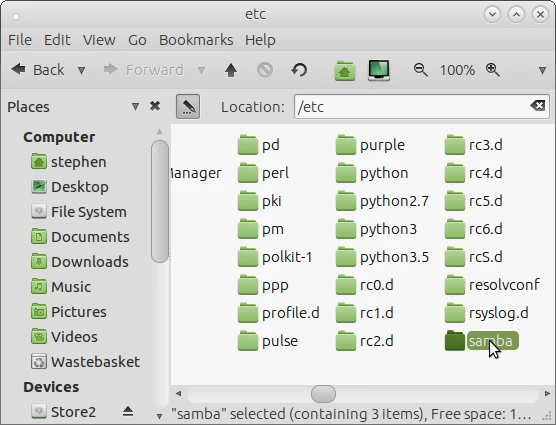 etc
File Edit View Go Bookmarks Help
Back Forward 100%
Places
Location: /etc
Computer
stephen
Desktop
File System
Documents
Downloads
Music
Pictures
Videos
Wastebasket
Devices
Store2
Manager
pd
perl
pki
pm
polkit-1
ppp
profile.d
pulse
purple
python
python2.7
python3
python3.5
rc0.d
rc1.d
rc2.d
rc3.d
rc4.d
rc5.d
rc6.d
rcS.d
resolvconf
rsyslog.d
samba
"samba" selected (containing 3 items), Free space: 1...